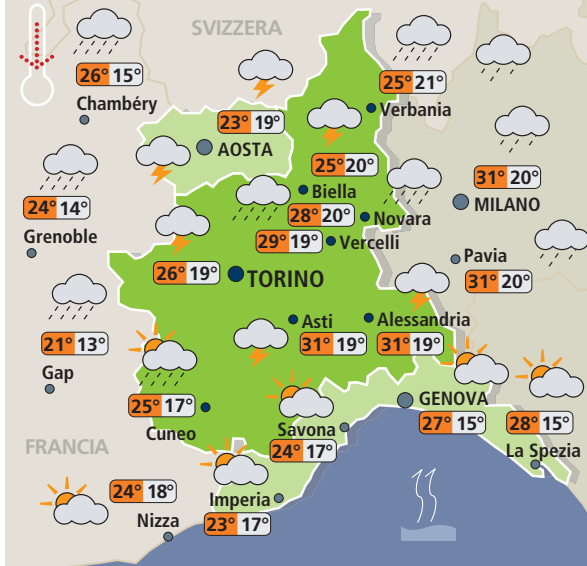 SVIZZERA
26° 15°
Chambéry
25° 21°
Verbania
23° 19°
AOSTA
25° 20°
Biella
31° 20°
MILANO
24° 14°
Grenoble
28° 20°
Novara
29° 19°
Vercelli
26° 19°
TORINO
Pavia
31° 20°
21° 13°
Gap
Asti
31° 19°
Alessandria
31° 19°
25° 17°
Cuneo
GENOVA
27° 15°
28° 15°
La Spezia
Savona
24° 17°
FRANCIA
24° 18°
Nizza
Imperia
23° 17°